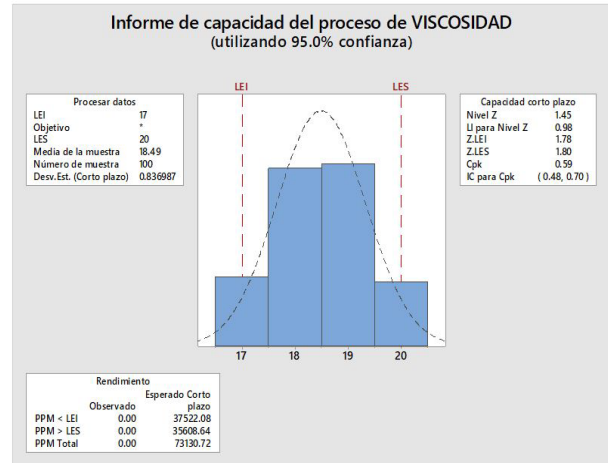 Informe de capacidad del proceso de VISCOSIDAD
(utilizando 95.0% confianza)
LEI LES
Procesar datos
LEI 17
Objetivo *
LES 20
Media de la muestra 18.49
Número de muestra 100
Desv.Est. (Corto plazo) 0.836987
Capacidad corto plazo
Nivel Z 1.45
LI para Nivel Z 0.98
Z.LEI 1.78
Z.LES 1.80
Cpk 0.59
IC para Cpk (0.48, 0.70)
17 18 19 20
Rendimiento
Esperado Corto
Observado plazo
PPM < LEI 0.00 37522.08
PPM > LES 0.00 35608.64
PPM Total 0.00 73130.72